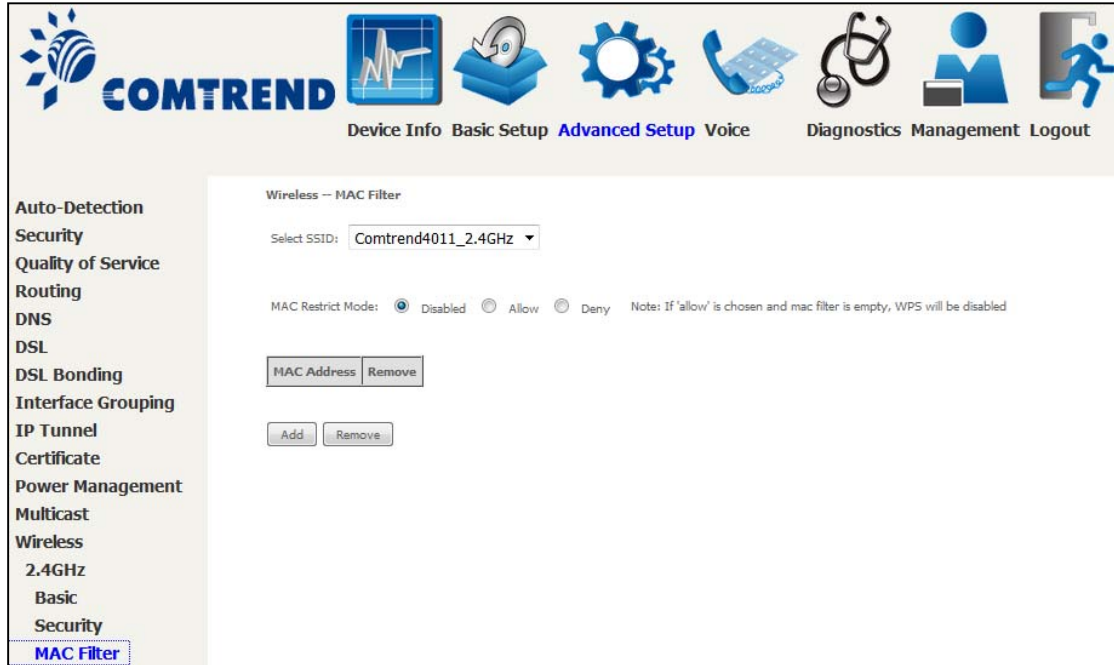 COMTREND
Device Info Basic Setup Advanced Setup Voice Diagnostics Management Logout
Auto-Detection
Security
Quality of Service
Routing
DNS
DSL
DSL Bonding
Interface Grouping
IP Tunnel
Certificate
Power Management
Multicast
Wireless
2.4GHz
Basic
Security
MAC Filter
Wireless -- MAC Filter
Select SSID: Comtrend4011_2.4GHz
MAC Restrict Mode: Disabled Allow Deny Note: If 'allow' is chosen and mac filter is empty, WPS will be disabled
MAC Address Remove
Add Remove